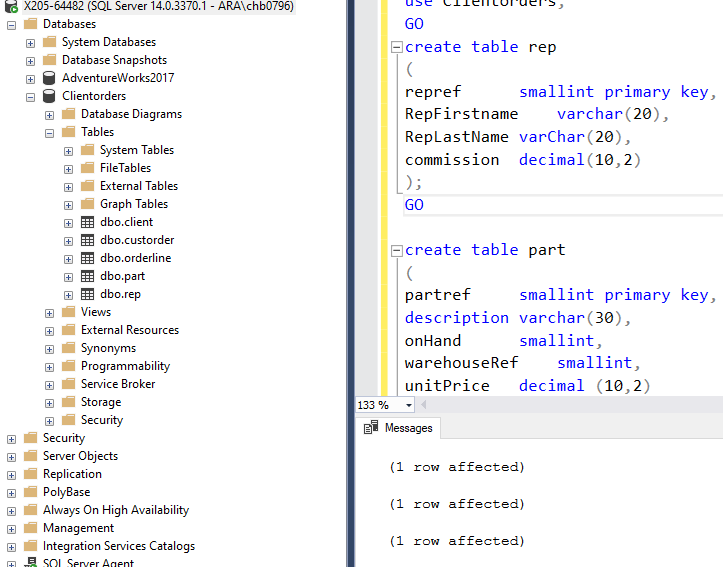 X205-64482 (SQL Server 14.0.3370.1 - ARA\chb0796)
Databases
System Databases
Database Snapshots
AdventureWorks2017
Clientorders
Database Diagrams
Tables
System Tables
FileTables
External Tables
Graph Tables
dbo.client
dbo.custorder
dbo.orderline
dbo.part
dbo.rep
Views
External Resources
Synonyms
Programmability
Service Broker
Storage
Security
Security
Server Objects
Replication
PolyBase
Always On High Availability
Management
Integration Services Catalogs
SQL Server Agent
use Clientorders;
GO
create table rep
(
repref smallint primary key,
RepFirstname varchar(20),
RepLastName varChar(20),
commission decimal(10,2)
);
GO
create table part
(
partref smallint primary key,
description varchar(30),
onHand smallint,
warehouseRef smallint,
unitPrice decimal (10,2)
133 %
Messages
(1 row affected)
(1 row affected)
(1 row affected)